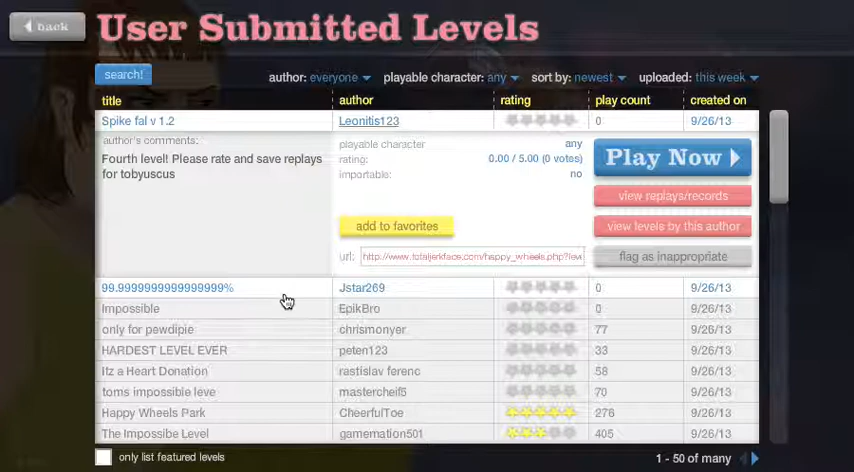 back
User Submitted Levels
search!
author: everyone playable character: any sort by: newest uploaded: this week
title author rating play count created on
Spike fal v 1.2 Leonitis123 0 9/26/13
author's comments:
Fourth level! Please rate and save replays
for tobyuscus
playable character any
rating: 0.00 / 5.00 (0 votes)
importable: no
add to favorites
url: http://www.totaljerkface.com/happy_wheels.php?leve
Play Now
view replays/records
view levels by this author
flag as inappropriate
99.9999999999999999% Jstar269 0 9/26/13
Impossible EpikBro 0 9/26/13
only for pewdipie chrismonyer 77 9/26/13
HARDEST LEVEL EVER peten123 33 9/26/13
Itz a Heart Donation rastislav ferenc 58 9/26/13
toms impossible leve mastercheif5 70 9/26/13
Happy Wheels Park CheerfulToe 276 9/26/13
The Impossibe Level gamemation501 405 9/26/13
only list featured levels
1 - 50 of many